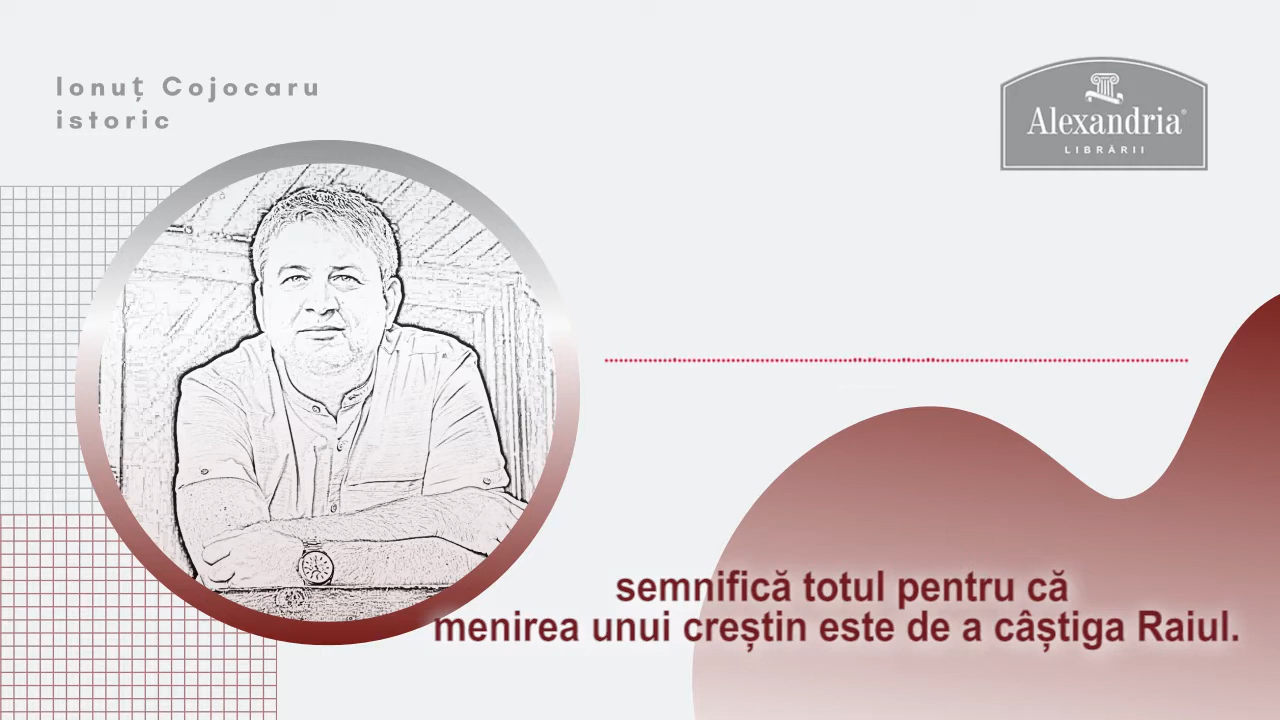 Ionuț Cojocaru
istoric
Alexandria®
LIBRĂRII
semnifică totul pentru că
menirea unui creștin este de a câștiga Raiul.